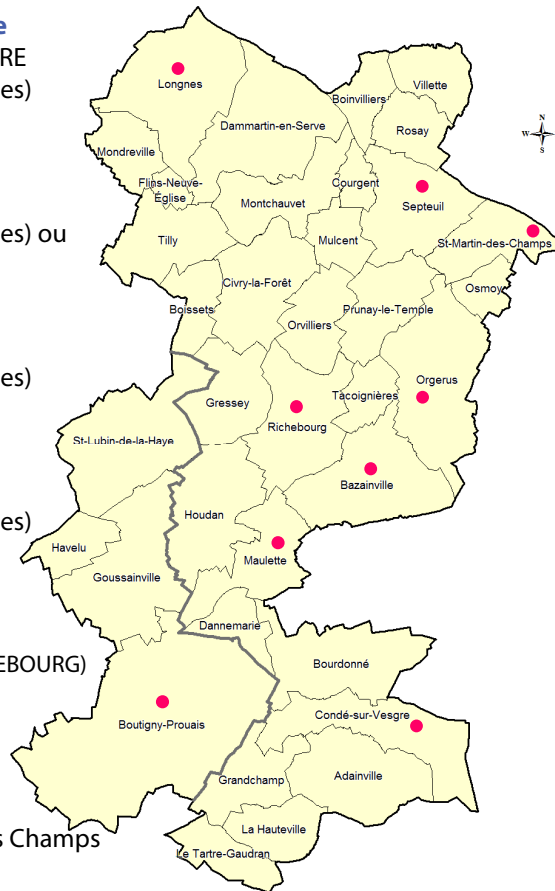 e
RE
es)
es) ou
es)
es)
EBOURG)
s Champs
N
W
S
Longnes
Villette
Boinvilliers
Dammartin-en-Serve
Rosay
Mondreville
Flins-Neuve-
Église
Courgent
Montchauvet
Septeuil
Tilly
Mulcent
St-Martin-des-Champs
Civry-la-Forêt
Osmoy
Boissets
Prunay-le-Temple
Orvilliers
Orgerus
Gressey
Tacoignières
Richebourg
St-Lubin-de-la-Haye
Bazainville
Houdan
Havelu
Maulette
Goussainville
Dannemarie
Bourdonné
Condé-sur-Vesgre
Boutigny-Prouais
Adainville
Grandchamp
La Hauteville
Le Tartre-Gaudran